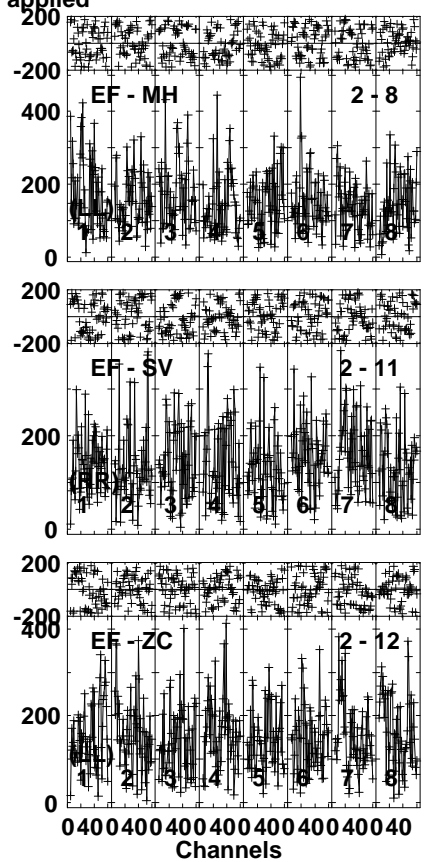 applied
200
-200
EF - MH 2 - 8
400
200
(LL)
1 2 3 4 5 6 7 8
0
200
-200
EF - SV 2 - 11
200
(RR)
1 2 3 4 5 6 7 8
0
200
-200
400
EF - ZC 2 - 12
200
(LL)
1 2 3 4 5 6 7 8
0
0 40 0 40 0 40 0 40 0 40 0 40 0 40 0 40
Channels